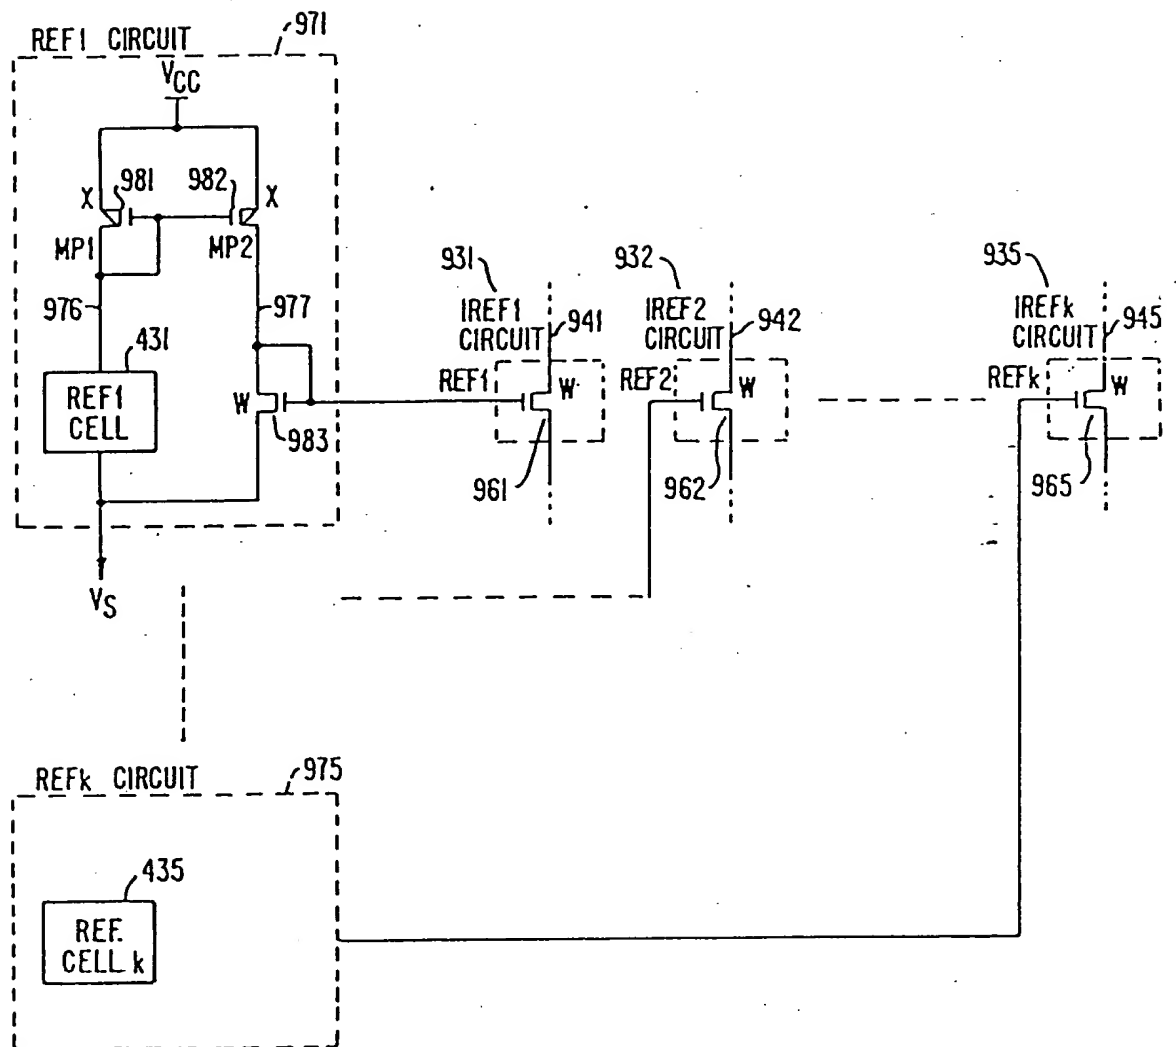 REF1 CIRCUIT
971
VCC
X
981
982
X
MP1
MP2
976
977
431
REF1
CELL
W
983
VS
931
IREF1
CIRCUIT
941
REF1
W
961
932
IREF2
CIRCUIT
942
REF2
W
962
935
IREFk
CIRCUIT
945
REFk
W
965
REFk CIRCUIT
975
435
REF.
CELL k